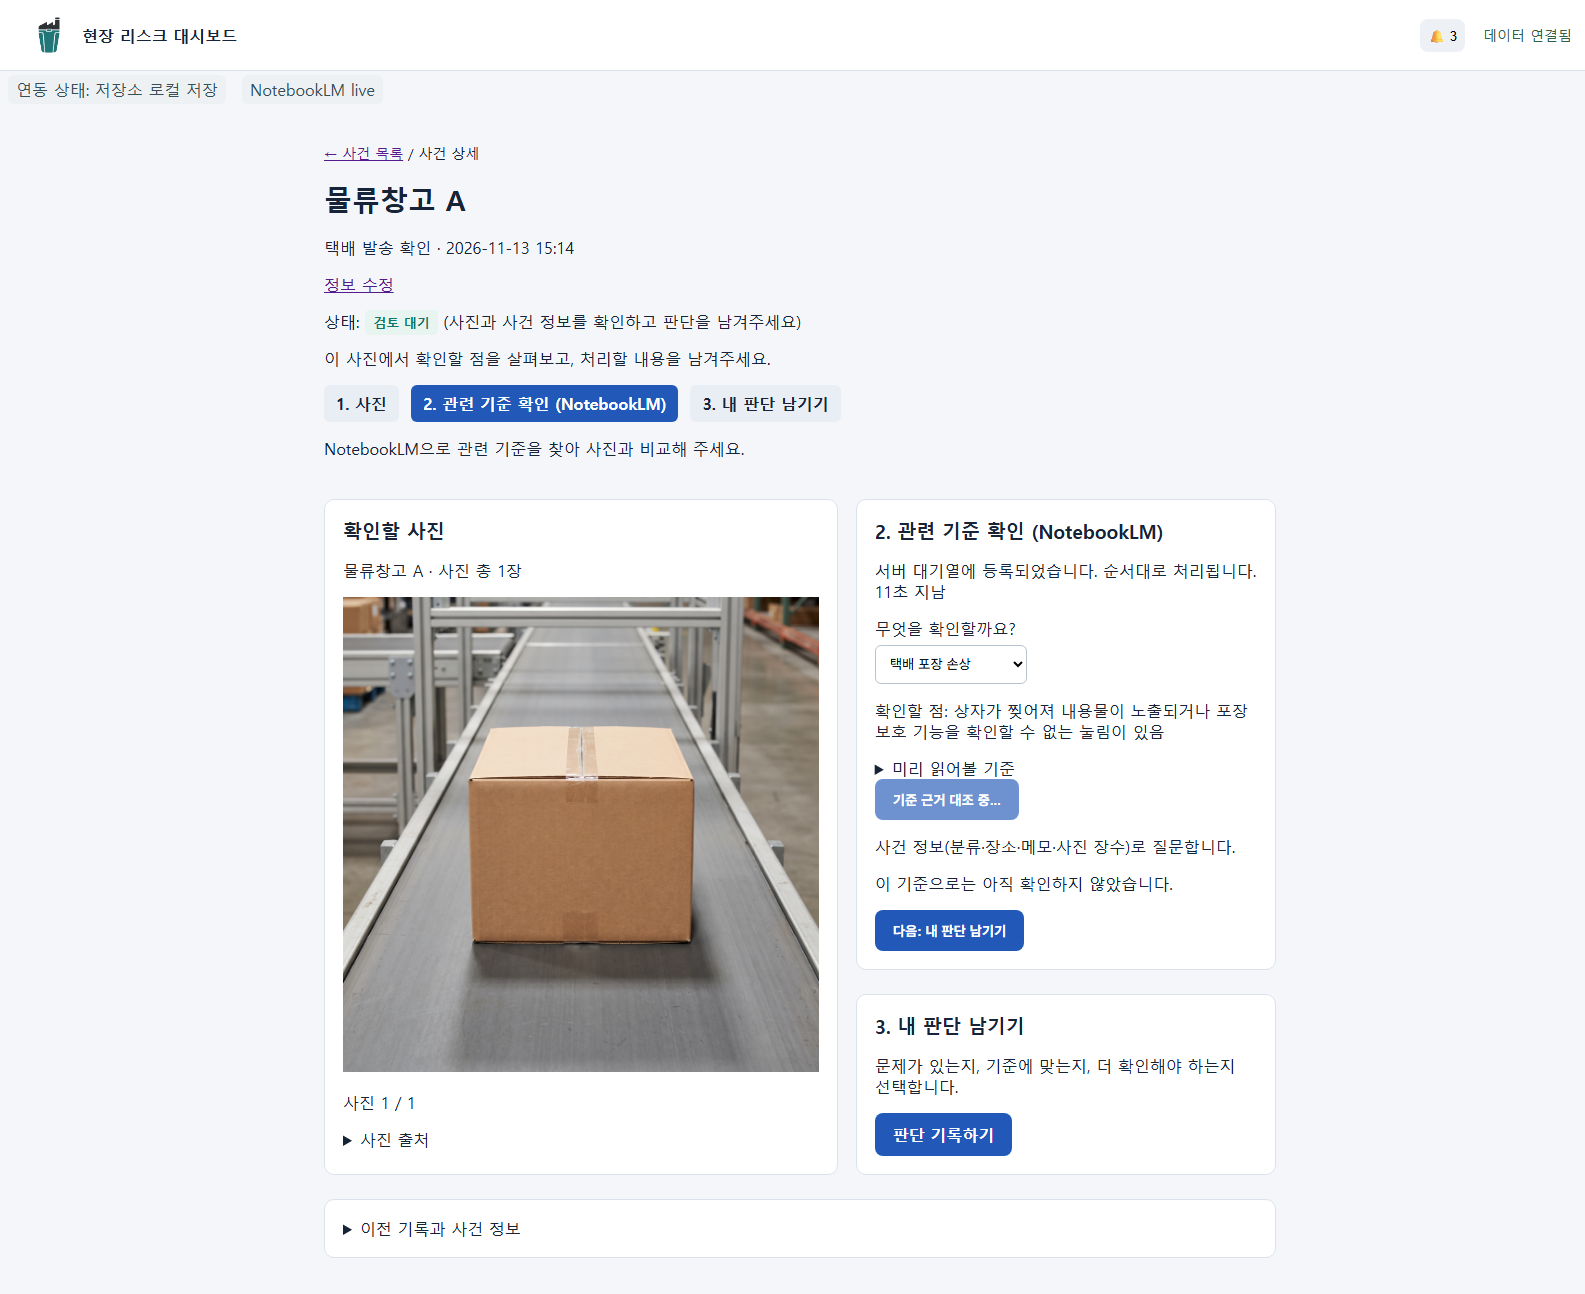 현장 리스크 대시보드
3
데이터 연결됨
연동 상태: 저장소 로컬 저장
NotebookLM live
← 사건 목록 / 사건 상세
물류창고 A
택배 발송 확인 · 2026-11-13 15:14
정보 수정
상태: 검토 대기 (사진과 사건 정보를 확인하고 판단을 남겨주세요)
이 사진에서 확인할 점을 살펴보고, 처리할 내용을 남겨주세요.
1. 사진
2. 관련 기준 확인 (NotebookLM)
3. 내 판단 남기기
NotebookLM으로 관련 기준을 찾아 사진과 비교해 주세요.
확인할 사진
물류창고 A · 사진 총 1장
사진 1 / 1
▶ 사진 출처
2. 관련 기준 확인 (NotebookLM)
서버 대기열에 등록되었습니다. 순서대로 처리됩니다.
11초 지남
무엇을 확인할까요?
택배 포장 손상
확인할 점: 상자가 찢어져 내용물이 노출되거나 포장
보호 기능을 확인할 수 없는 눌림이 있음
▶ 미리 읽어볼 기준
기준 근거 대조 중...
사건 정보(분류·장소·메모·사진 장수)로 질문합니다.
이 기준으로는 아직 확인하지 않았습니다.
다음: 내 판단 남기기
3. 내 판단 남기기
문제가 있는지, 기준에 맞는지, 더 확인해야 하는지
선택합니다.
판단 기록하기
▶ 이전 기록과 사건 정보